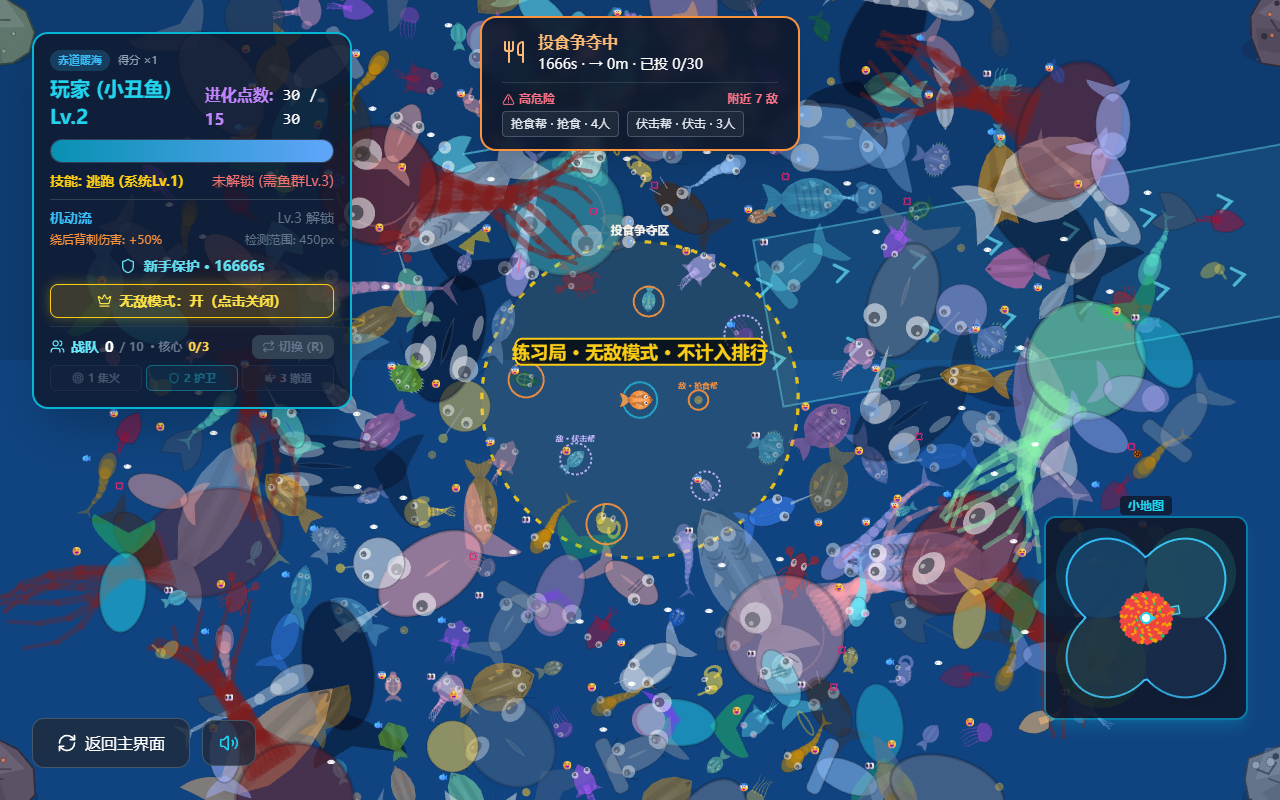 赤道暖海 得分 ×1
玩家 (小丑鱼) Lv.2
进化点数: 15
30 / 30
技能: 逃跑 (系统Lv.1) 未解锁 (需鱼群Lv.3)
机动流 Lv.3 解锁
绕后背刺伤害: +50% 检测范围: 450px
新手保护 • 16666s
无敌模式：开（点击关闭）
战队 0 / 10 • 核心 0/3 切换 (R)
1 集火 2 护卫 3 撤退
投食争夺中
1666s · → 0m · 已投 0/30
高危险 附近 7 敌
抢食帮 · 抢食 · 4人 伏击帮 · 伏击 · 3人
投食争夺区
练习局 • 无敌模式 • 不计入排行
敌 • 抢食帮
敌 • 伏击帮
小地图
返回主界面